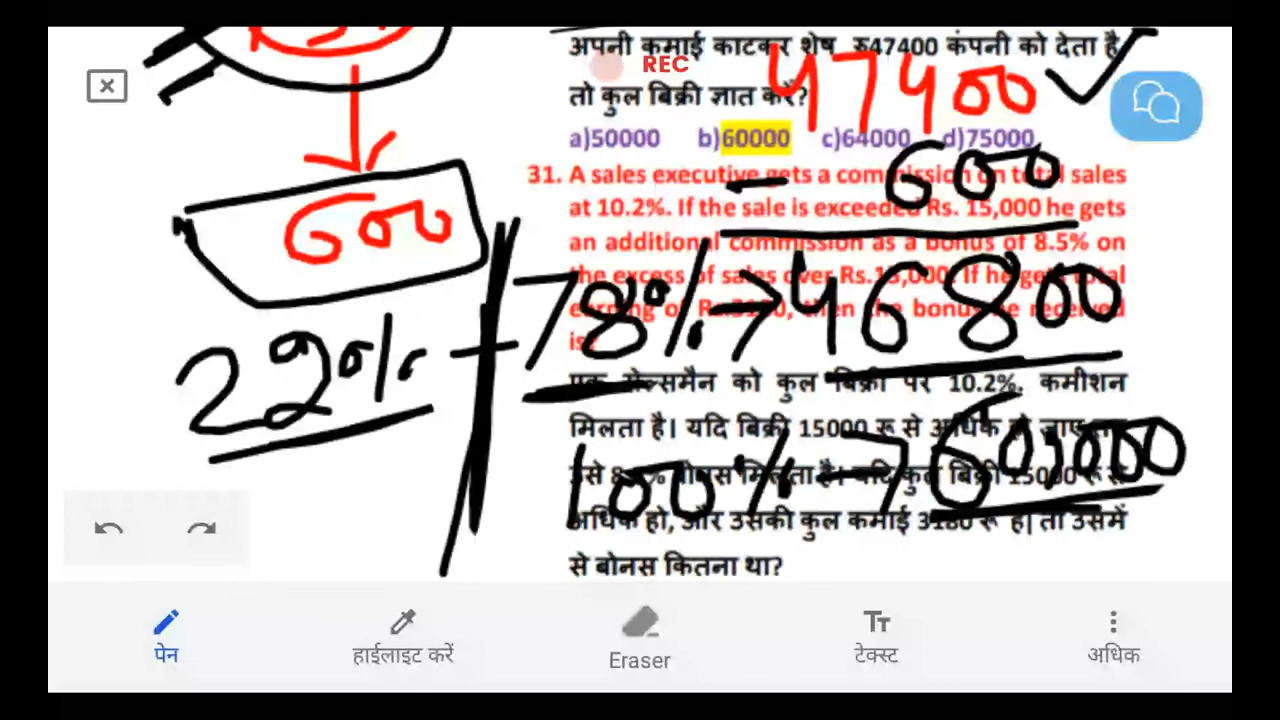 अपनी कमाई काटकर शेष रु47400 कंपनी को देता है,
REC
47400
तो कुल बिक्री ज्ञात करें?
a)50000 b)60000 c)64000 d)75000
- 600
31. A sales executive gets a commission on total sales
at 10.2%. If the sale is exceeded Rs. 15,000 he gets
an additional commission as a bonus of 8.5% on
the excess of sales over Rs.15,000. If he gets total
earning of then the bonus he received
is?
600
78% → 46800
22%
एक सेल्समैन को कुल बिक्री पर 10.2%. कमीशन
मिलता है। यदि बिक्री 15000 रू से अधिक हो जाए
100% → 60,000
उसे बोनस मिलता है। यदि कुल बिक्री 15000 रू से
अधिक हो, और उसकी कुल कमाई 3180 रू है| तो उसमें
से बोनस कितना था?
पेन
हाईलाइट करें
Eraser
टेक्स्ट
अधिक